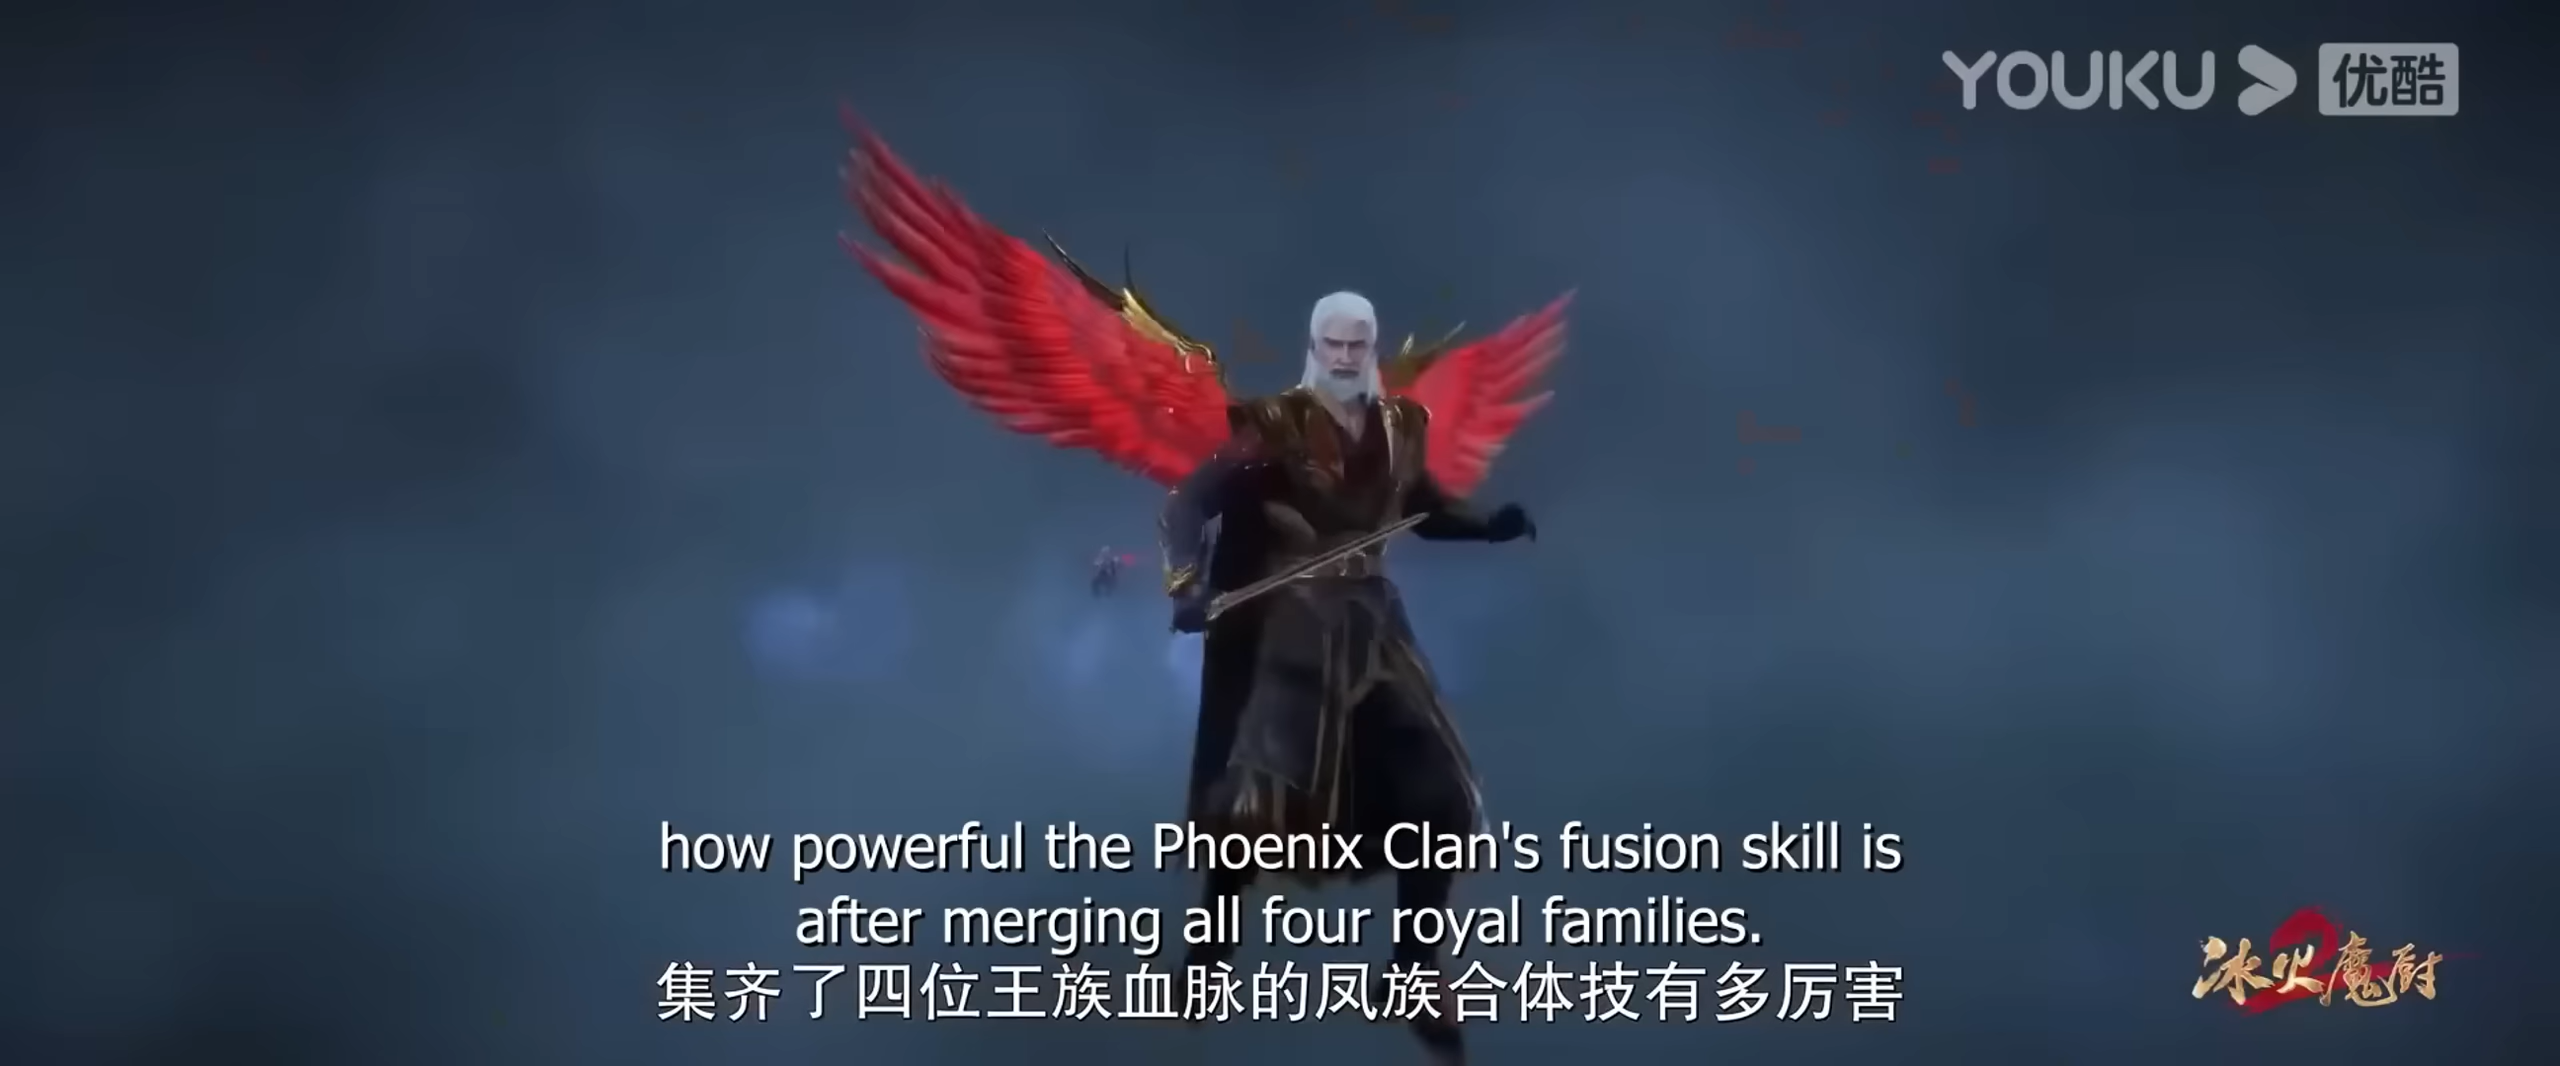 YOUKU 优酷
how powerful the Phoenix Clan's fusion skill is
after merging all four royal families.
集齐了四位王族血脉的凤族合体技有多厉害
冰火魔厨2